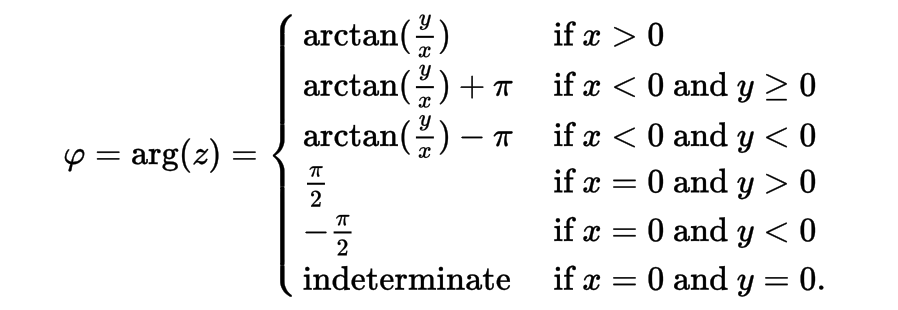 arctan(y/x) if x > 0
arctan(y/x) + π if x < 0 and y ≥ 0
arctan(y/x) − π if x < 0 and y < 0
φ = arg(z) =
π/2 if x = 0 and y > 0
−π/2 if x = 0 and y < 0
indeterminate if x = 0 and y = 0.